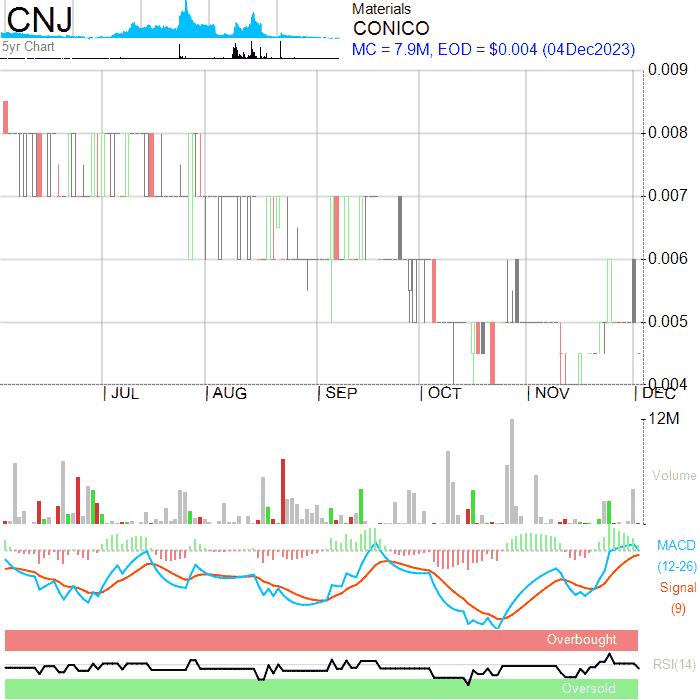 CNJ
5yr Chart
Materials
CONICO
MC = 7.9M, EOD = $0.004 (04Dec2023)
0.009
0.008
0.007
0.006
0.005
0.004
JUL AUG SEP OCT NOV DEC
12M
Volume
MACD
(12-26)
Signal
(9)
Overbought
RSI(14)
Oversold